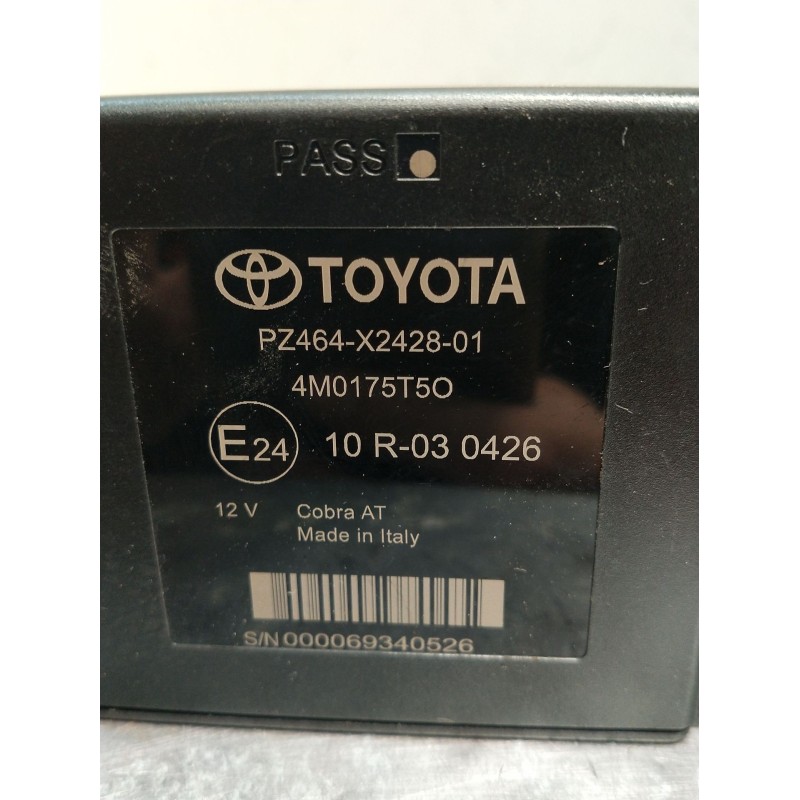 PASS
TOYOTA
PZ464-X2428-01
4M0175T5O
E24 10 R-03 0426
12 V Cobra AT
Made in Italy
S/N 000069340526